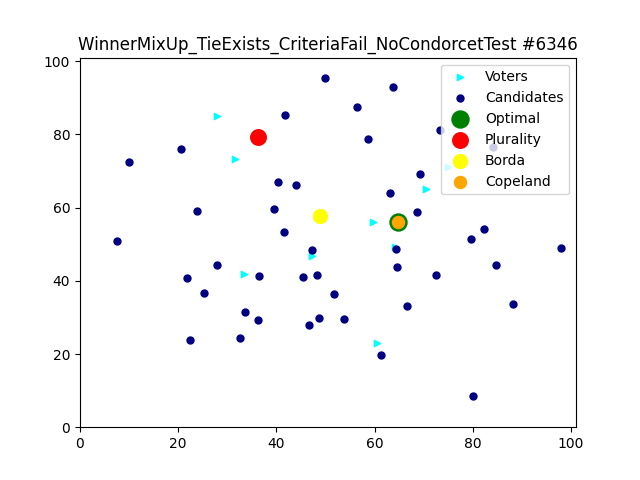 WinnerMixUp_TieExists_CriteriaFail_NoCondorcetTest #6346
Voters
Candidates
Optimal
Plurality
Borda
Copeland
100
80
60
40
20
0
0 20 40 60 80 100